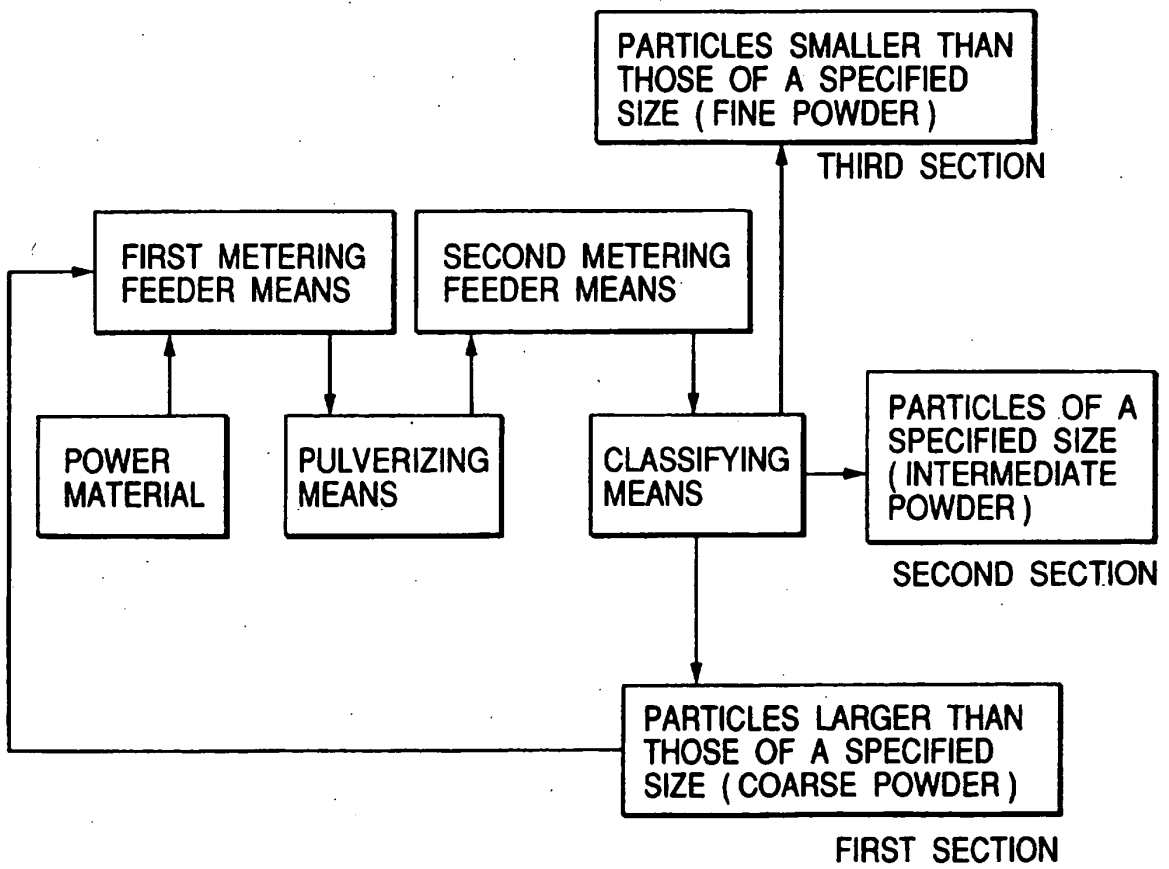 PARTICLES SMALLER THAN
THOSE OF A SPECIFIED
SIZE ( FINE POWDER )
THIRD SECTION
FIRST METERING
FEEDER MEANS
SECOND METERING
FEEDER MEANS
POWER
MATERIAL
PULVERIZING
MEANS
CLASSIFYING
MEANS
PARTICLES OF A
SPECIFIED SIZE
( INTERMEDIATE
POWDER )
SECOND SECTION
PARTICLES LARGER THAN
THOSE OF A SPECIFIED
SIZE ( COARSE POWDER )
FIRST SECTION